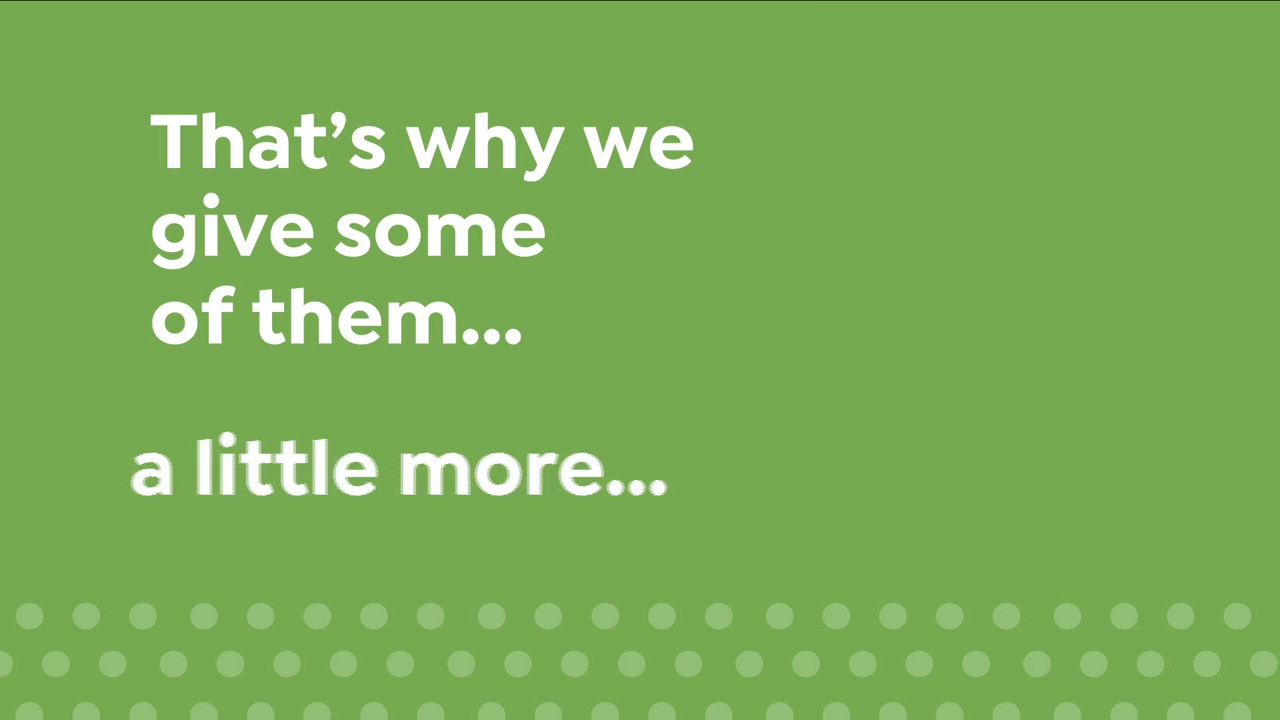 That’s why we
give some
of them...
a little more...